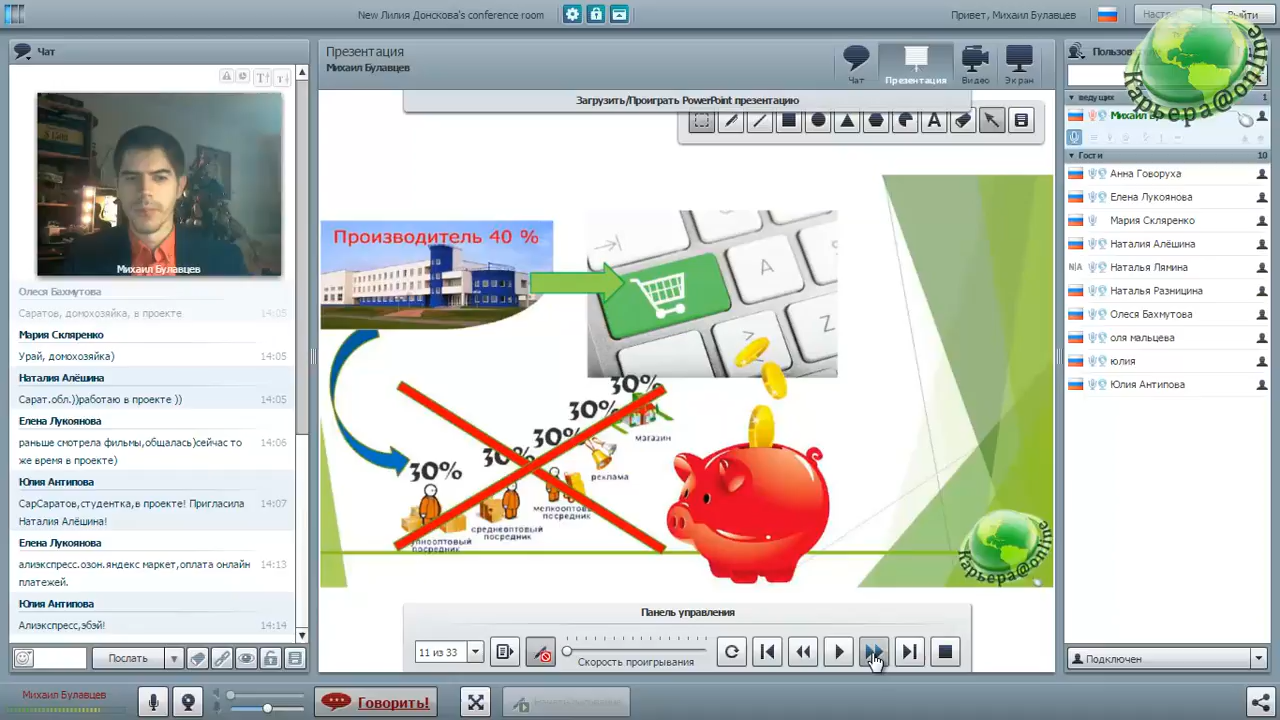 New Лилия Донскова's conference room
Привет, Михаил Булавцев
Выйти
Карьера@online
Чат
Михаил Булавцев
Олеся Бахмутова
Саратов, домохозяйка, в проекте 14:05
Мария Скляренко
Урай, домохозяйка) 14:05
Наталия Алёшина
Сарат.обл.))работаю в проекте )) 14:05
Елена Лукоянова
раньше смотрела фильмы,общалась)сейчас то
же время в проекте) 14:06
Юлия Антипова
СарСаратов,студентка,в проекте! Пригласила
Наталия Алёшина! 14:07
Елена Лукоянова
алиэкспресс.озон.яндекс маркет,оплата онлайн
платежей. 14:13
Юлия Антипова
Алиэкспресс,эбэй! 14:14
Послать
Презентация
Михаил Булавцев
Чат
Презентация
Видео
Экран
Загрузить/Проиграть PowerPoint презентацию
A
Производитель 40 %
A
Z
30%
30%
30%
30%
30%
магазин
реклама
мелкооптовый
посредник
среднеоптовый
посредник
посредник
Карьера@online
Панель управления
11 из 33
Скорость проигрывания
ведущих 1
Гости 10
Анна Говоруха
Елена Лукоянова
Мария Скляренко
Наталия Алёшина
N/A Наталья Лямина
Наталья Разницина
Олеся Бахмутова
оля мальцева
юлия
Юлия Антипова
Подключен
Михаил Булавцев
Говорить!